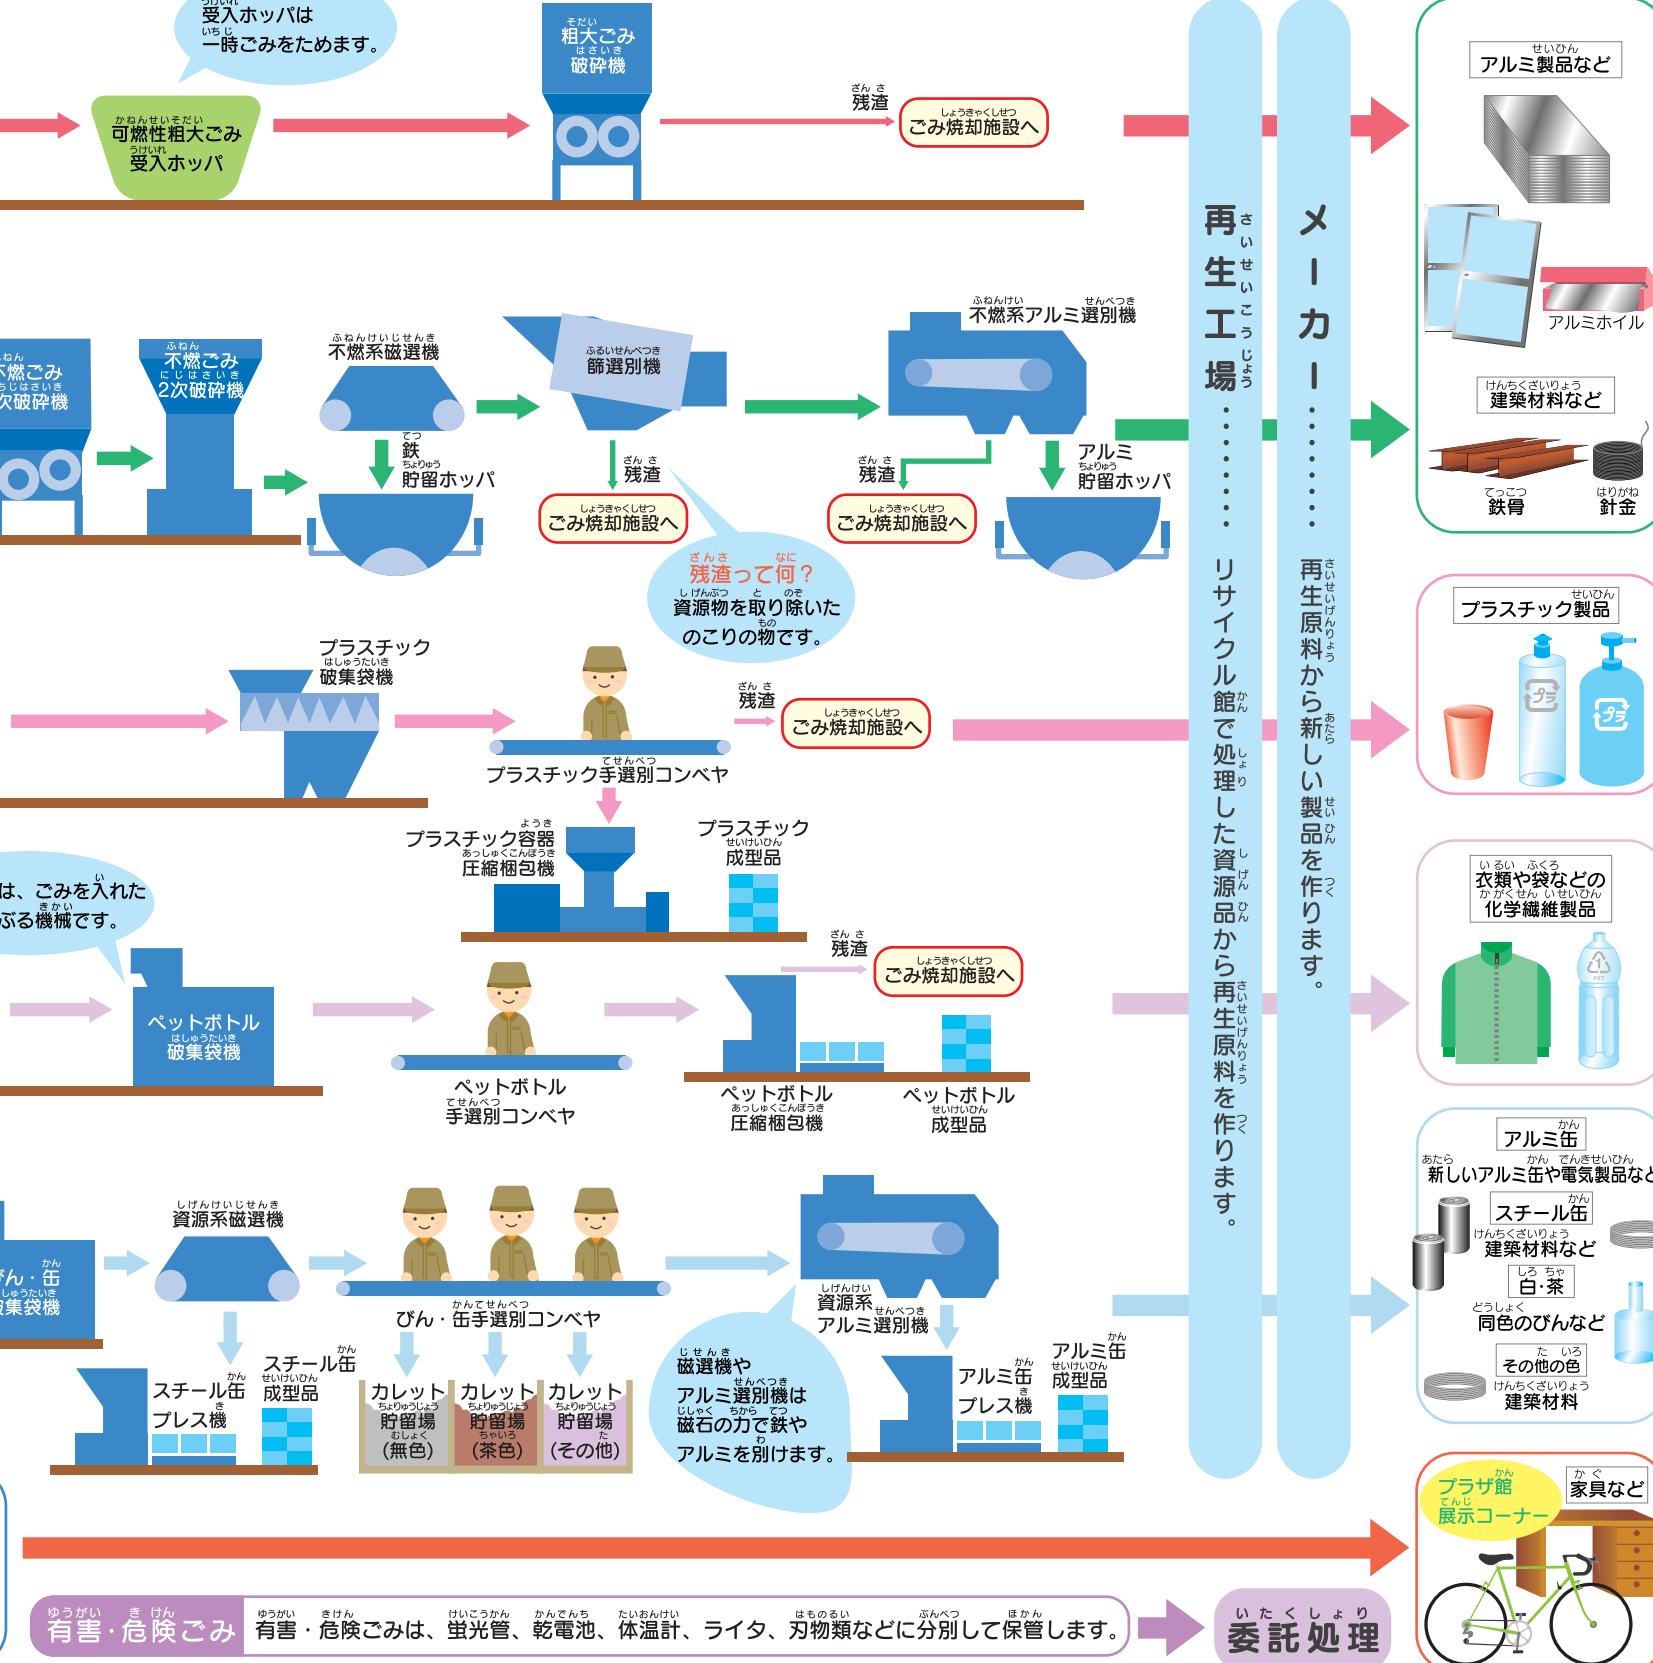 受入ホッパは
一時ごみをためます。
可燃性粗大ごみ
受入ホッパ
粗大ごみ
破砕機
残渣
ごみ焼却施設へ
不燃ごみ
2次破砕機
不燃系磁選機
鉄
貯留ホッパ
篩選別機
残渣
ごみ焼却施設へ
不燃系アルミ選別機
残渣
ごみ焼却施設へ
アルミ
貯留ホッパ
残渣って何？
資源物を取り除いた
のこりの物です。
プラスチック
破集袋機
プラスチック手選別コンベヤ
残渣
ごみ焼却施設へ
プラスチック容器
圧縮梱包機
プラスチック
成型品
は、ごみを入れた
ぶる機械です。
ペットボトル
破集袋機
ペットボトル
手選別コンベヤ
残渣
ごみ焼却施設へ
ペットボトル
圧縮梱包機
ペットボトル
成型品
びん・缶
破集袋機
資源系磁選機
スチール缶
プレス機
スチール缶
成型品
びん・缶手選別コンベヤ
カレット
貯留場
(無色)
カレット
貯留場
(茶色)
カレット
貯留場
(その他)
資源系
アルミ選別機
磁選機や
アルミ選別機は
磁石の力で鉄や
アルミを別けます。
アルミ缶
プレス機
アルミ缶
成型品
再生工場…………リサイクル館で処理した資源品から再生原料を作ります。
メーカー…………再生原料から新しい製品を作ります。
アルミ製品など
アルミホイル
建築材料など
鉄骨
針金
プラスチック製品
プラ
プラ
衣類や袋などの
化学繊維製品
1
PET
アルミ缶
新しいアルミ缶や電気製品など
スチール缶
建築材料など
白・茶
同色のびんなど
その他の色
建築材料
プラザ館
展示コーナー
家具など
有害・危険ごみ
有害・危険ごみは、蛍光管、乾電池、体温計、ライタ、刃物類などに分別して保管します。
委託処理